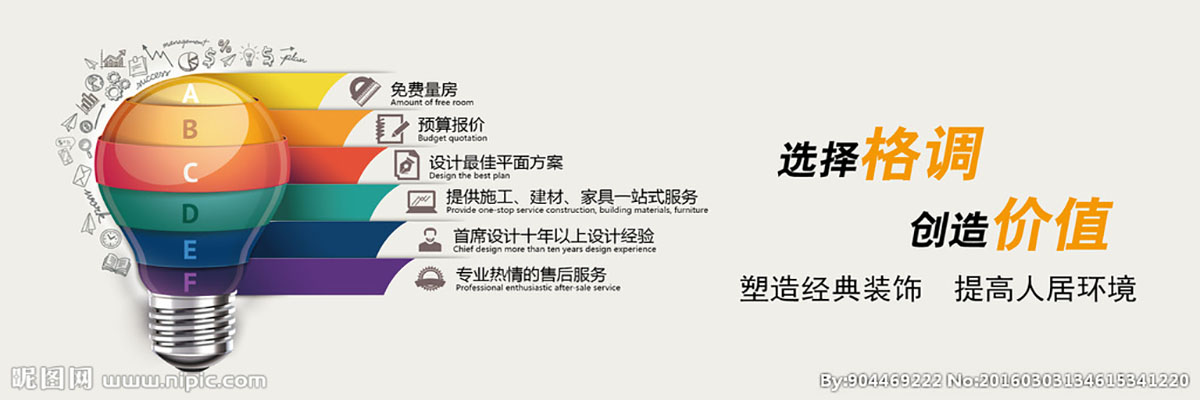 management
success
plan
A
免费量房
Amount of free room
B
预算报价
Budget quotation
C
设计最佳平面方案
Design the best plan
D
提供施工、建材、家具一站式服务
Provide one-stop service construction, building materials, furniture
E
首席设计十年以上设计经验
Chief design more than ten years design experience
F
专业热情的售后服务
Professional enthusiastic after-sale service
选择格调
创造价值
塑造经典装饰 提高人居环境
昵图网 www.nipic.com
By:904469222 No:20160303134615341220